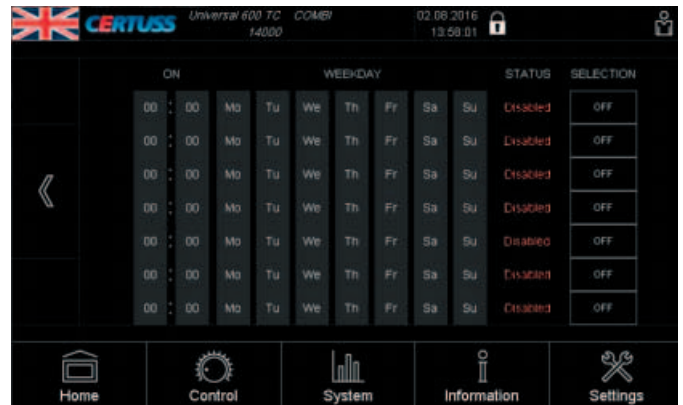 CERTUSS Universal 600 TC COMBI 02.08.2016
14000 13:58:01
ON WEEKDAY STATUS SELECTION
00 : 00 Mo Tu We Th Fr Sa Su Disabled OFF
00 : 00 Mo Tu We Th Fr Sa Su Disabled OFF
00 : 00 Mo Tu We Th Fr Sa Su Disabled OFF
00 : 00 Mo Tu We Th Fr Sa Su Disabled OFF
00 : 00 Mo Tu We Th Fr Sa Su Disabled OFF
00 : 00 Mo Tu We Th Fr Sa Su Disabled OFF
00 : 00 Mo Tu We Th Fr Sa Su Disabled OFF
Home Control System Information Settings